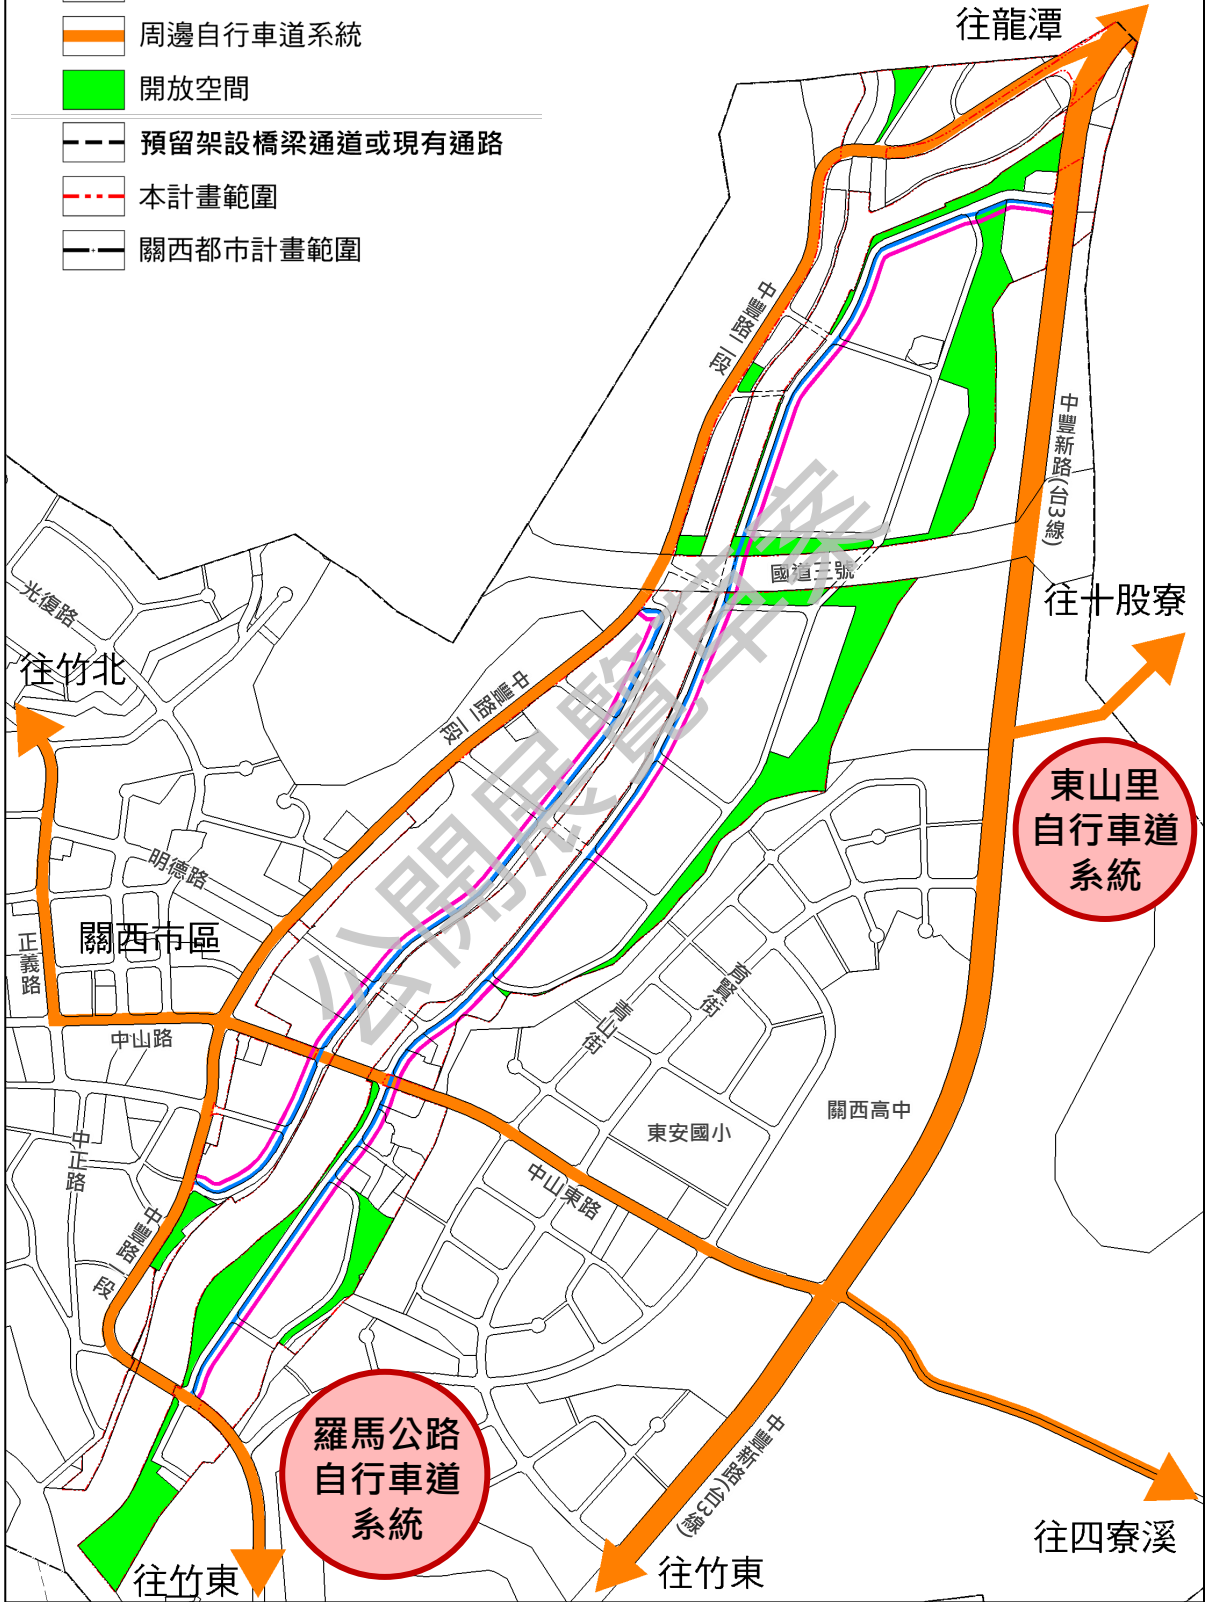 周邊自行車道系統
開放空間
預留架設橋梁通道或現有通路
本計畫範圍
關西都市計畫範圍
往龍潭
中豐路二段
中豐新路(台3線)
國道三號
往十股寮
光復路
往竹北
中豐路一段
東山里
自行車道
系統
明德路
關西市區
正義路
中山路
育賢街
青山街
關西高中
東安國小
中正路
中山東路
中豐路一段
羅馬公路
自行車道
系統
中豐新路(台3線)
往四寮溪
往竹東
往竹東
公開展覽草案